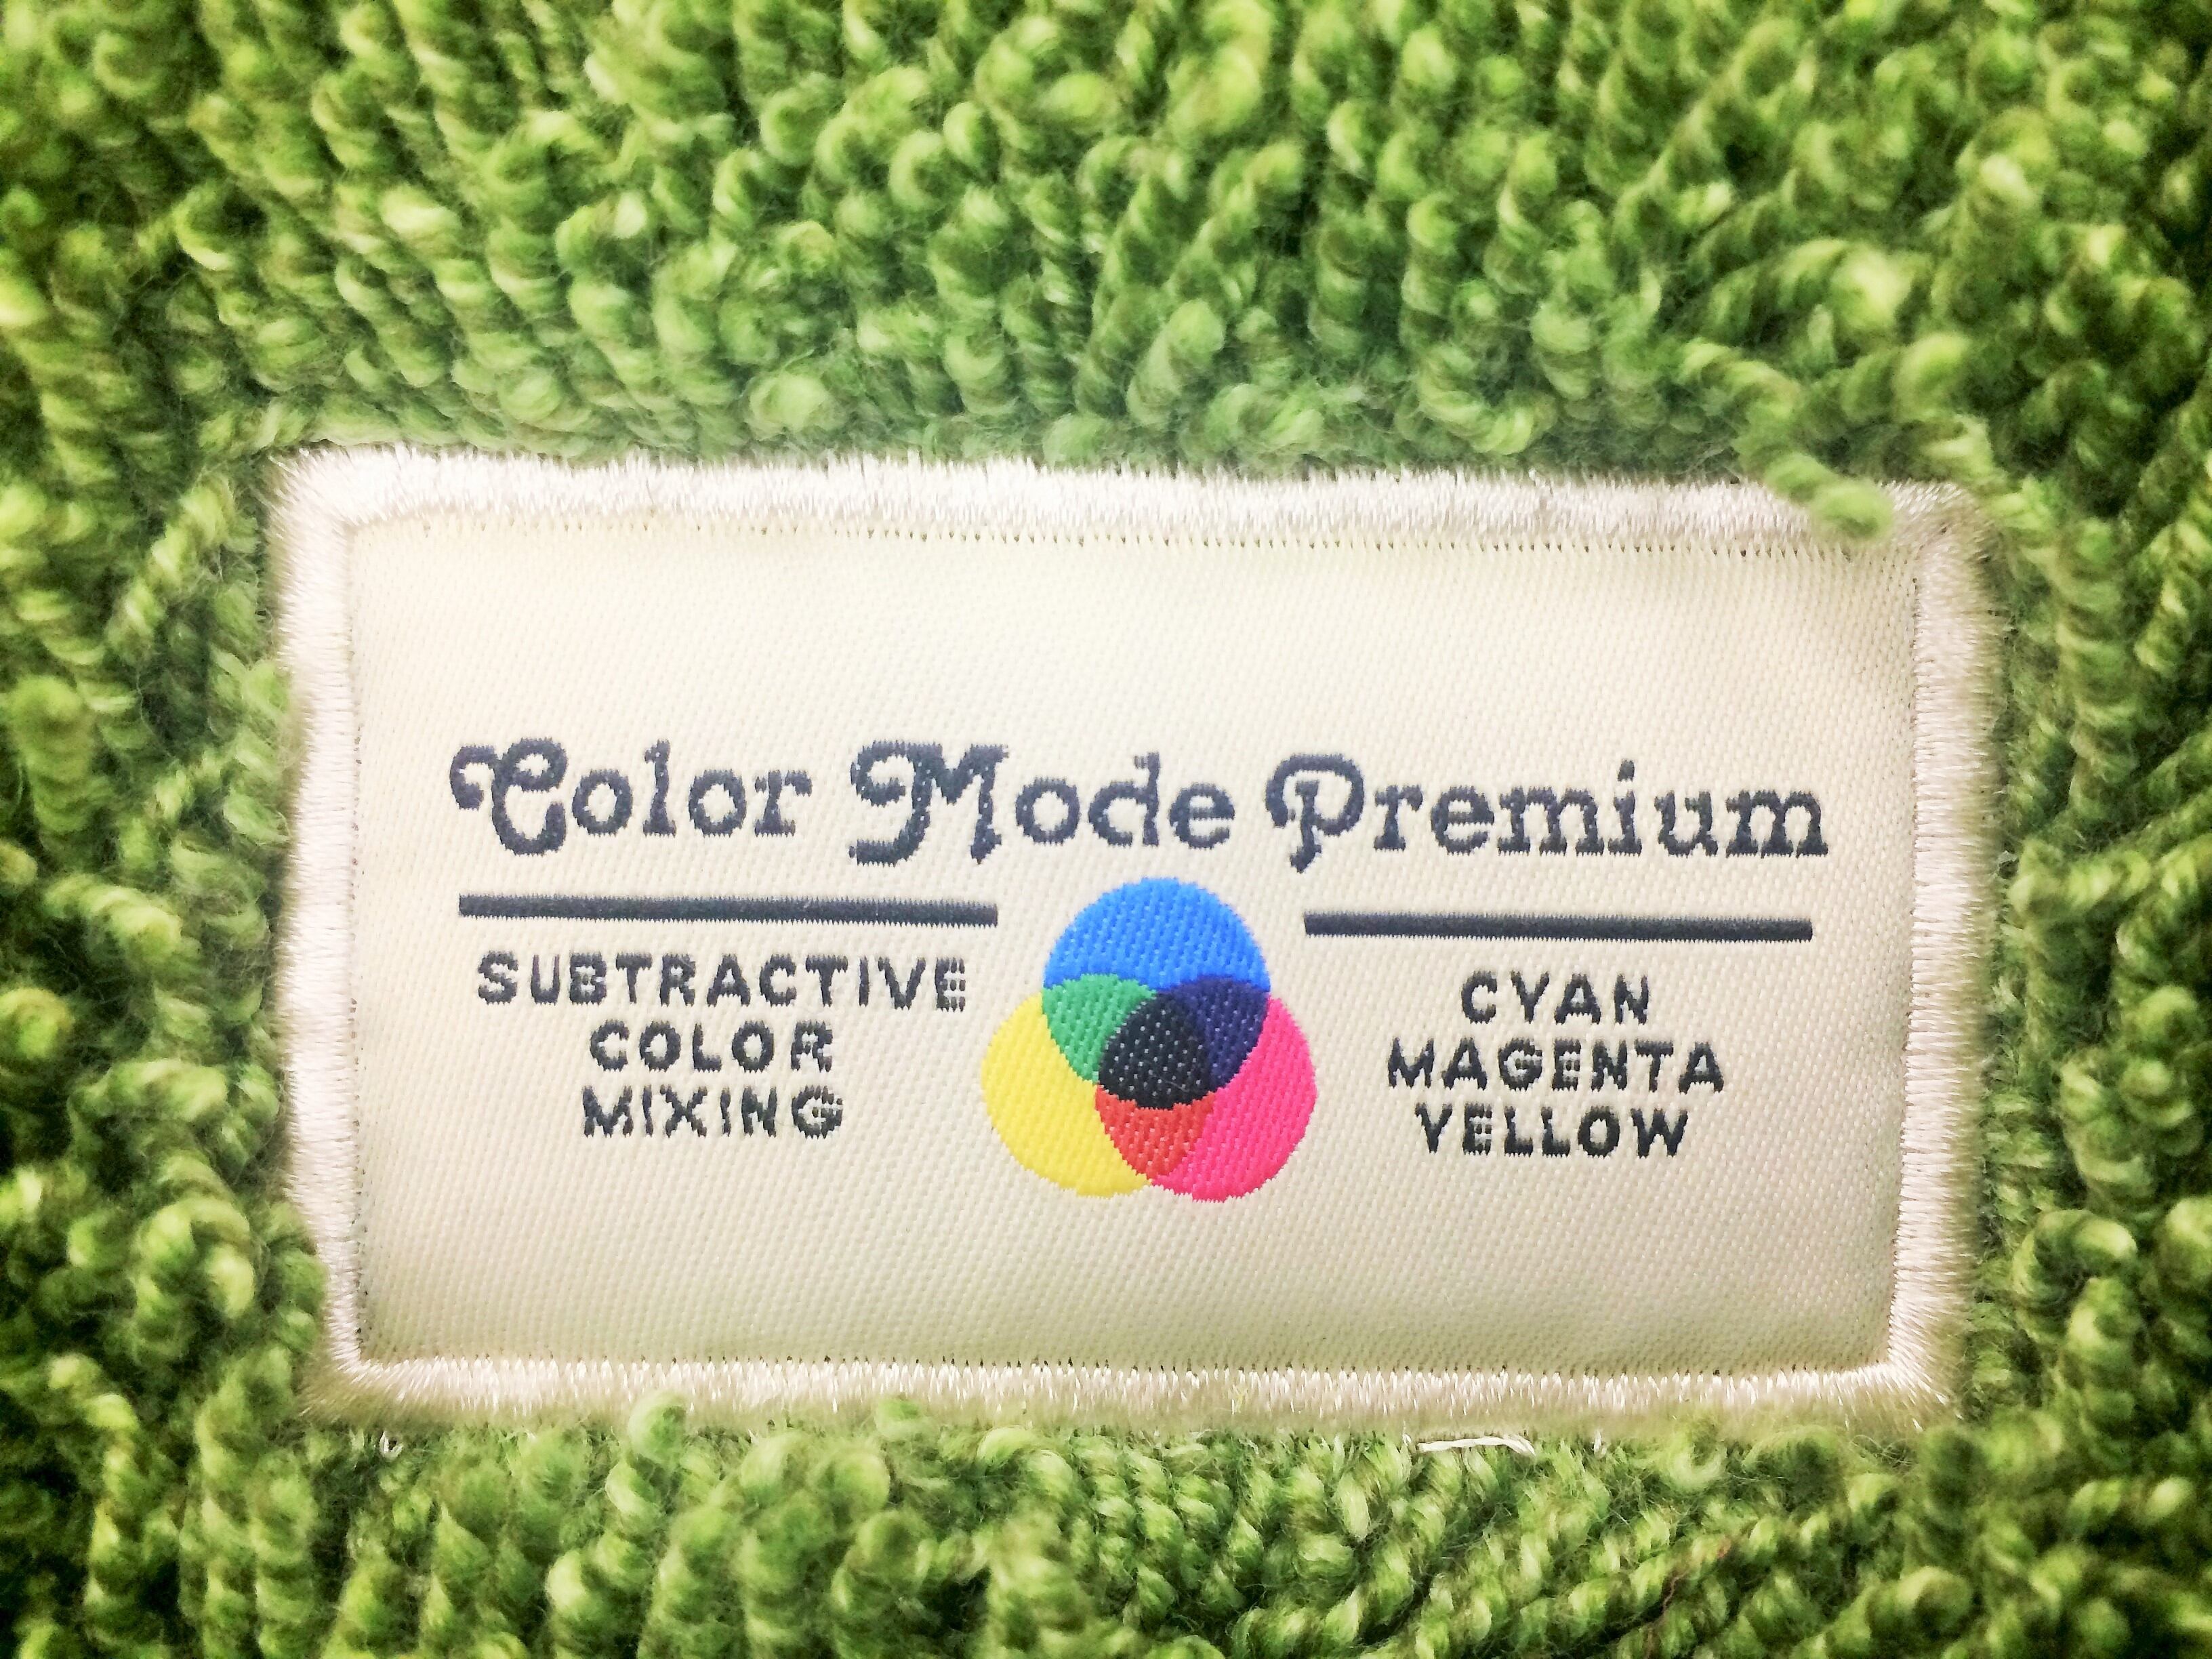 Color Mode Premium
SUBTRACTIVE
COLOR
MIXING
CYAN
MAGENTA
YELLOW